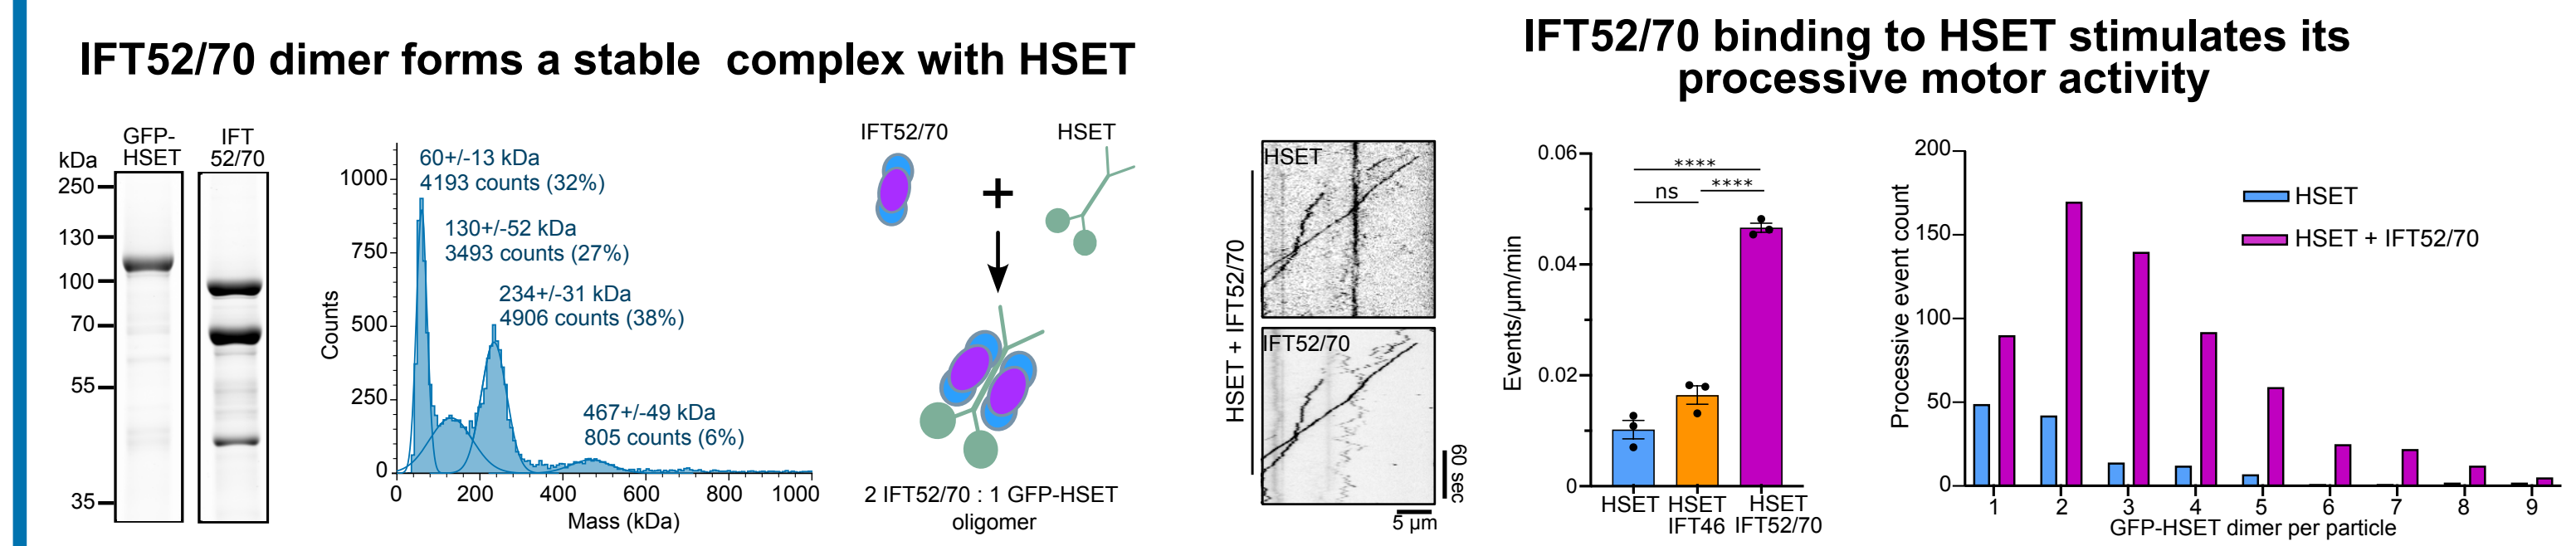 IFT52/70 dimer forms a stable  complex with HSET
GFP-
HSET
IFT
52/70
kDa
250
130
100
70
55
35
Counts
1000
750
500
250
0
60+/-13 kDa
4193 counts (32%)
130+/-52 kDa
3493 counts (27%)
234+/-31 kDa
4906 counts (38%)
467+/-49 kDa
805 counts (6%)
0 200 400 600 800 1000
Mass (kDa)
IFT52/70
HSET
+
2 IFT52/70 : 1 GFP-HSET
oligomer
IFT52/70 binding to HSET stimulates its
processive motor activity
HSET + IFT52/70
HSET
IFT52/70
60 sec
5 µm
Events/µm/min
0.06
0.04
0.02
0
****
ns
****
HSET
HSET
IFT46
HSET
IFT52/70
Processive event count
200
150
100
50
0
HSET
HSET + IFT52/70
1 2 3 4 5 6 7 8 9
GFP-HSET dimer per particle